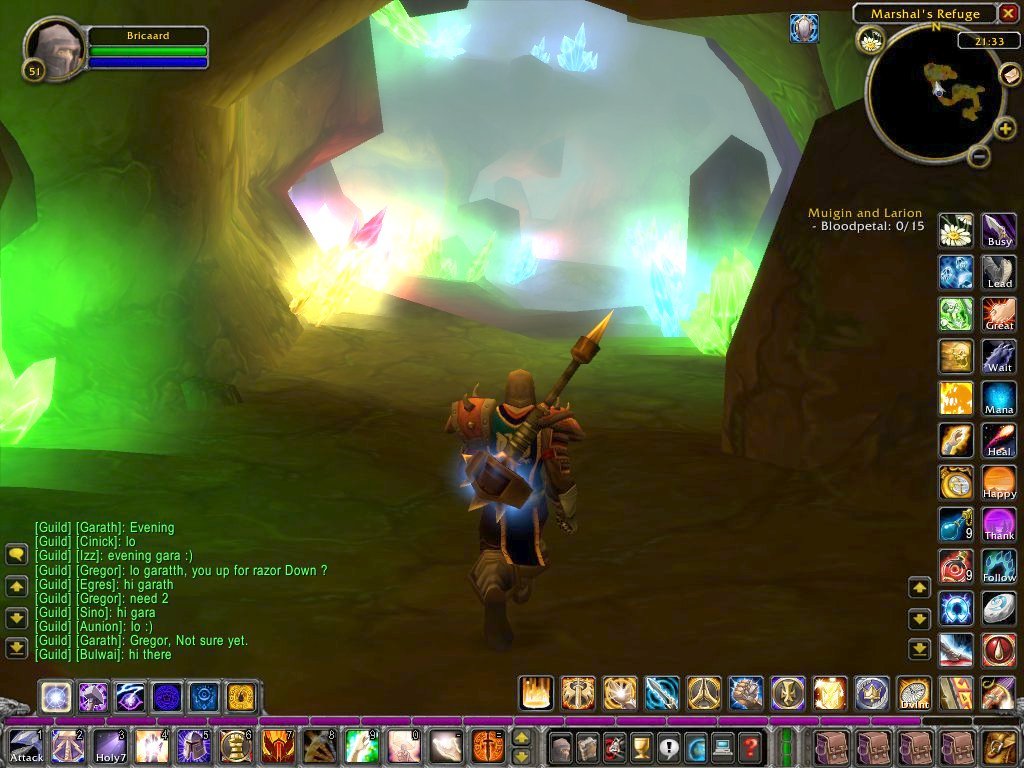 Bricaard
51
Marshal's Refuge
N
21:33
Muigin and Larion
- Bloodpetal: 0/15
Busy
Lead
Great
Wait
Mana
Heal
Happy
9
Thank
9
Follow
[Guild] [Garath]: Evening
[Guild] [Cinick]: lo
[Guild] [Izz]: evening gara :)
[Guild] [Gregor]: lo garatth, you up for razor Down ?
[Guild] [Egres]: hi garath
[Guild] [Gregor]: need 2
[Guild] [Sino]: hi gara
[Guild] [Aunion]: lo :)
[Guild] [Garath]: Gregor, Not sure yet.
[Guild] [Bulwai]: hi there
DvInt
1 2 3 4 5 6 7 8 9 0 - =
Attack
Holy7